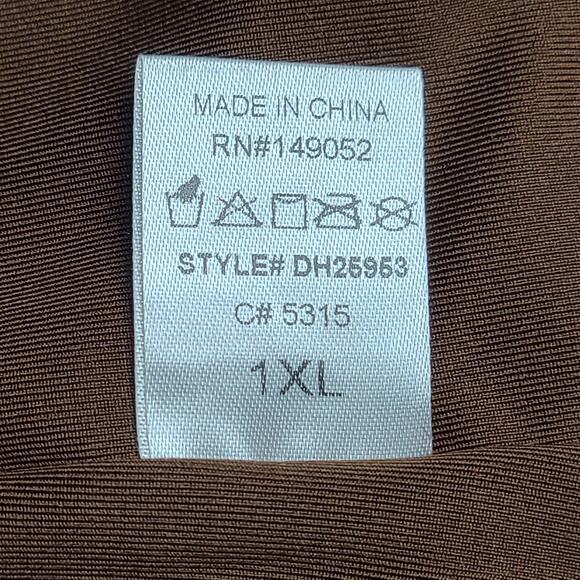 MADE IN CHINA
RN#149052
STYLE# DH25953
C# 5315
1XL